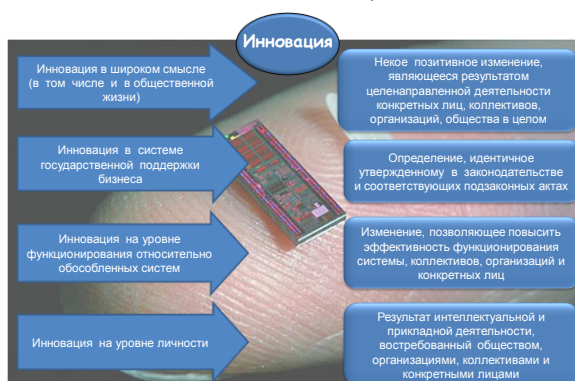 Инновация
Инновация в широком смысле
(в том числе и в общественной
жизни)
Некое позитивное изменение,
являющееся результатом
целенаправленной деятельности
конкретных лиц, коллективов,
организаций, общества в целом
Инновация в системе
государственной поддержки
бизнеса
Определение, идентичное
утвержденному в законодательстве
и соответствующих подзаконных актах
Инновация на уровне
функционирования относительно
обособленных систем
Изменение, позволяющее повысить
эффективность функционирования
системы, коллективов, организаций и
конкретных лиц
Инновация на уровне личности
Результат интеллектуальной и
прикладной деятельности,
востребованный обществом,
организациями, коллективами и
конкретными лицами